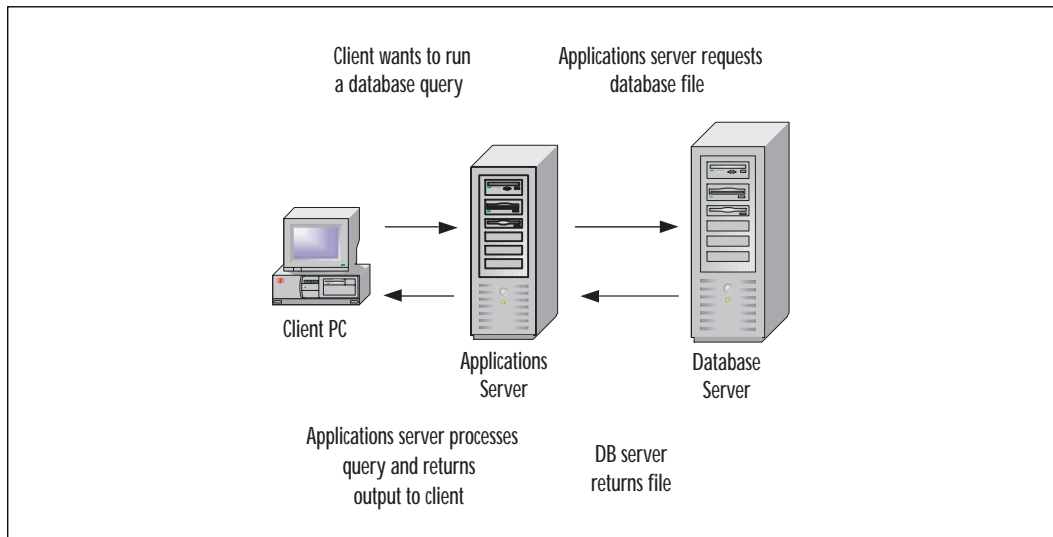 Client wants to run
a database query
Applications server requests
database file
Client PC
Applications
Server
Database
Server
Applications server processes
query and returns
output to client
DB server
returns file